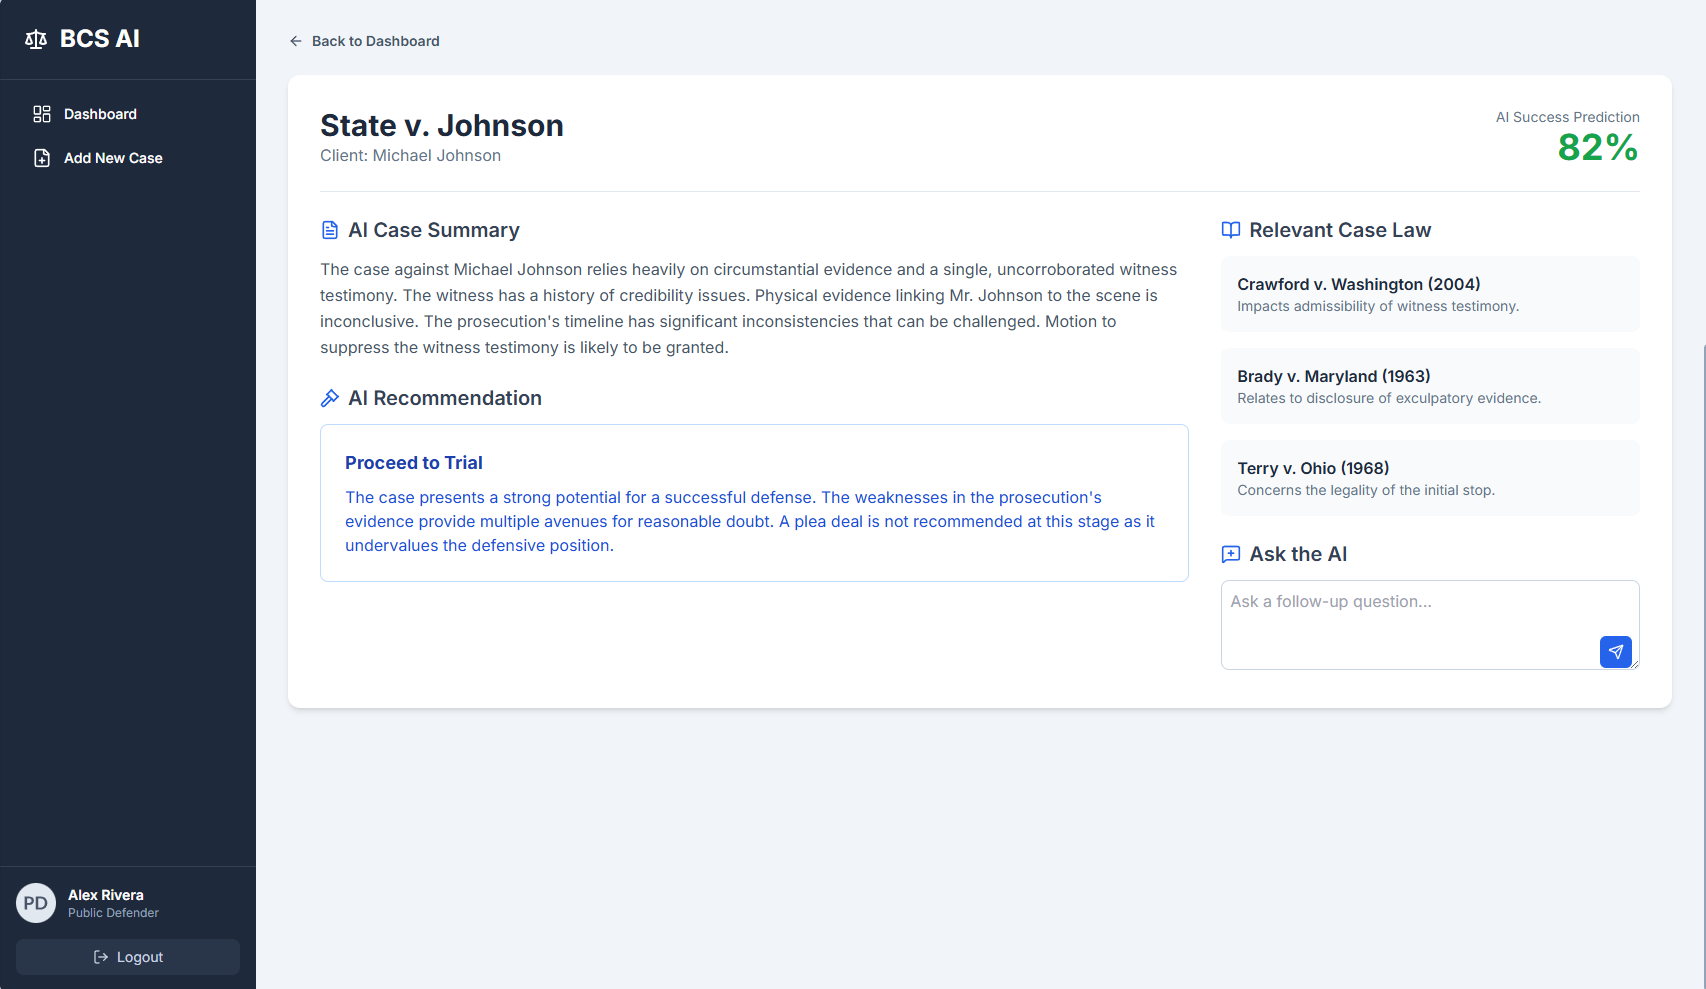 BCS AI
Dashboard
Add New Case
PD
Alex Rivera
Public Defender
Logout
Back to Dashboard
State v. Johnson
Client: Michael Johnson
AI Success Prediction
82%
AI Case Summary
The case against Michael Johnson relies heavily on circumstantial evidence and a single, uncorroborated witness
testimony. The witness has a history of credibility issues. Physical evidence linking Mr. Johnson to the scene is
inconclusive. The prosecution's timeline has significant inconsistencies that can be challenged. Motion to
suppress the witness testimony is likely to be granted.
AI Recommendation
Proceed to Trial
The case presents a strong potential for a successful defense. The weaknesses in the prosecution's
evidence provide multiple avenues for reasonable doubt. A plea deal is not recommended at this stage as it
undervalues the defensive position.
Relevant Case Law
Crawford v. Washington (2004)
Impacts admissibility of witness testimony.
Brady v. Maryland (1963)
Relates to disclosure of exculpatory evidence.
Terry v. Ohio (1968)
Concerns the legality of the initial stop.
Ask the AI
Ask a follow-up question...